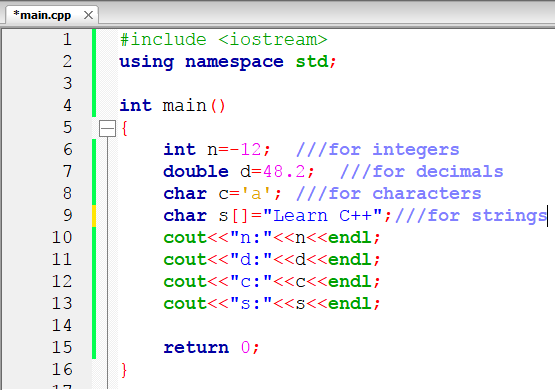 *main.cpp ×
1 #include <iostream>
2 using namespace std;
3
4 int main()
5 {
6 int n=-12;  ///for integers
7 double d=48.2;  ///for decimals
8 char c='a'; ///for characters
9 char s[]="Learn C++";///for strings
10 cout<<"n:"<<n<<endl;
11 cout<<"d:"<<d<<endl;
12 cout<<"c:"<<c<<endl;
13 cout<<"s:"<<s<<endl;
14
15 return 0;
16 }